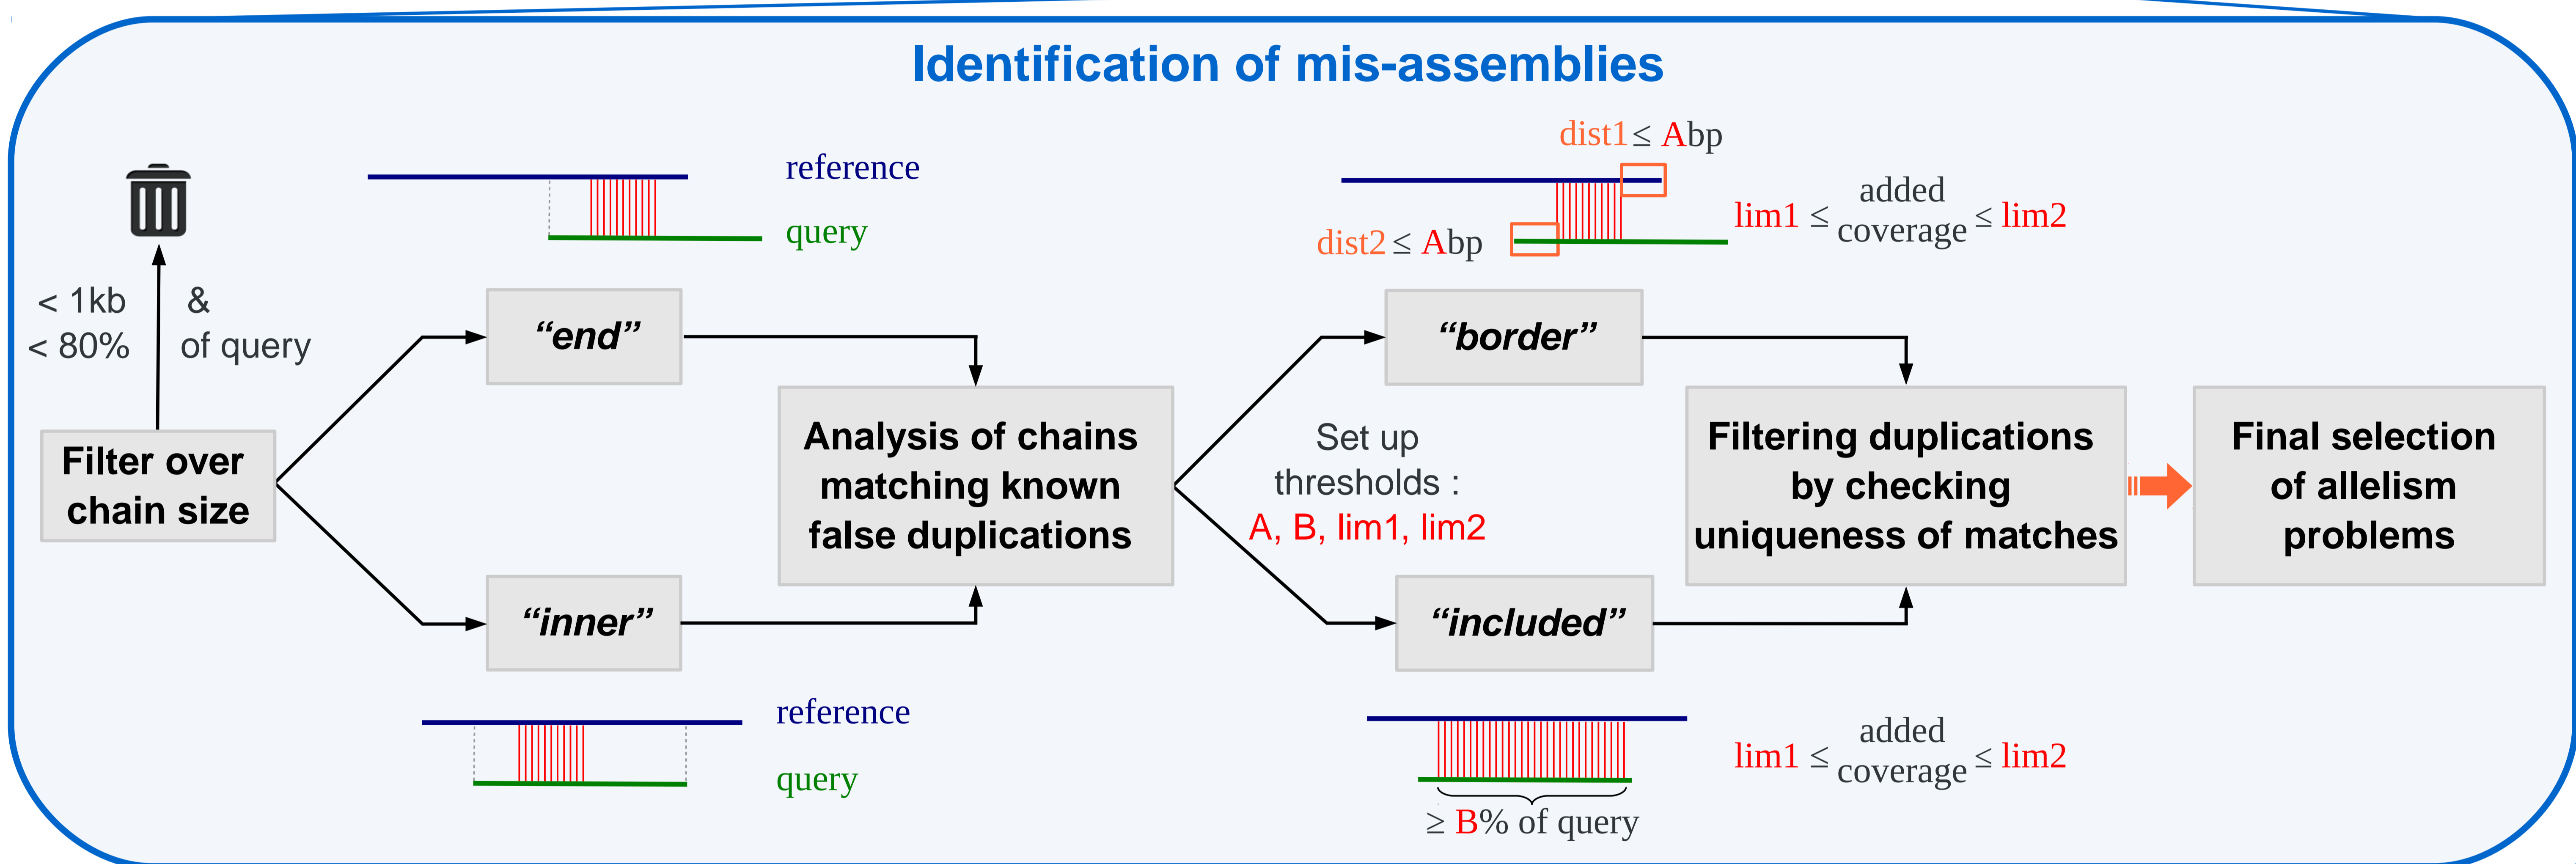 Identification of mis-assemblies
reference
query
dist1 ≤ Abp
dist2 ≤ Abp
lim1 ≤ added coverage ≤ lim2
< 1kb &
< 80% of query
“end”
“border”
Filter over
chain size
Analysis of chains
matching known
false duplications
Set up
thresholds :
A, B, lim1, lim2
Filtering duplications
by checking
uniqueness of matches
Final selection
of allelism
problems
“inner”
“included”
reference
query
lim1 ≤ added coverage ≤ lim2
≥ B% of query